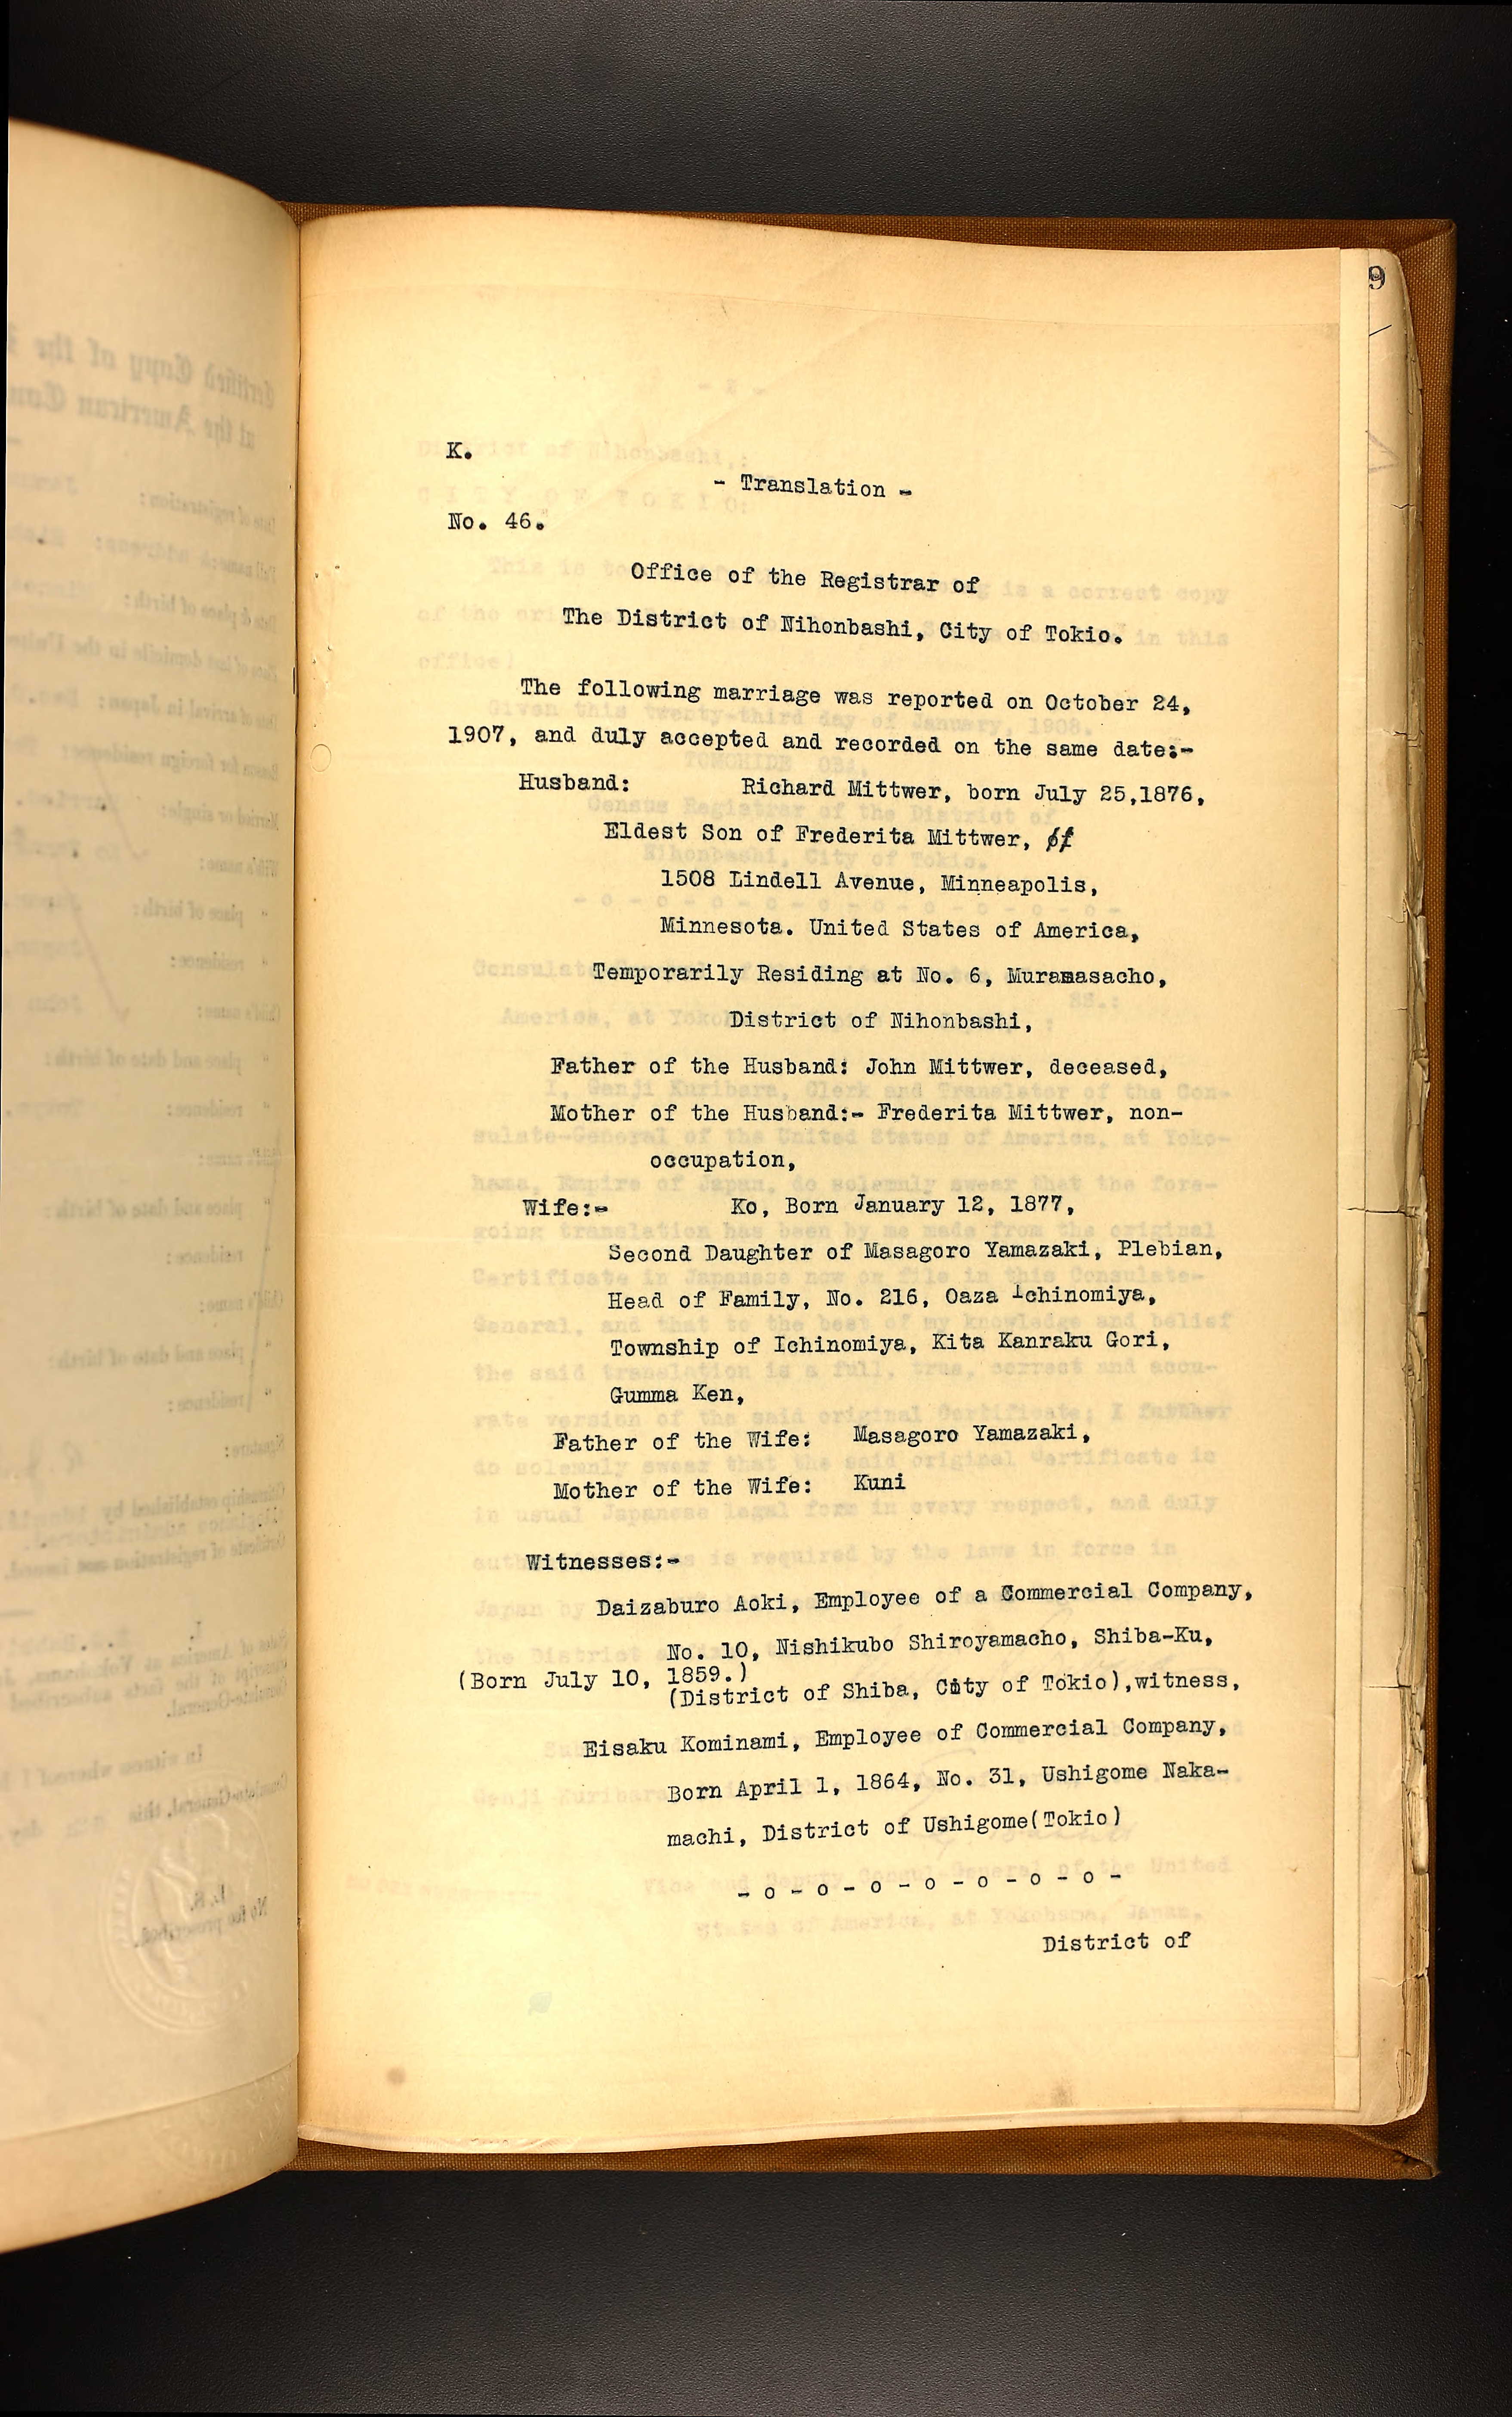 9
K.
- Translation -
No. 46.
Office of the Registrar of
The District of Nihonbashi, City of Tokio.
The following marriage was reported on October 24,
1907, and duly accepted and recorded on the same date:-
Husband: Richard Mittwer, born July 25,1876,
Eldest Son of Frederita Mittwer, of
1508 Lindell Avenue, Minneapolis,
Minnesota. United States of America,
Temporarily Residing at No. 6, Muramasacho,
District of Nihonbashi,
Father of the Husband: John Mittwer, deceased,
Mother of the Husband:- Frederita Mittwer, non-
occupation,
Wife:- Ko, Born January 12, 1877,
Second Daughter of Masagoro Yamazaki, Plebian,
Head of Family, No. 216, Oaza Ichinomiya,
Township of Ichinomiya, Kita Kanraku Gori,
Gumma Ken,
Father of the Wife: Masagoro Yamazaki,
Mother of the Wife: Kuni
Witnesses:-
Daizaburo Aoki, Employee of a Commercial Company,
No. 10, Nishikubo Shiroyamacho, Shiba-Ku,
(Born July 10, 1859.)
(District of Shiba, City of Tokio),witness,
Eisaku Kominami, Employee of Commercial Company,
Born April 1, 1864, No. 31, Ushigome Naka-
machi, District of Ushigome(Tokio)
- o - o - o - o - o - o - o -
District of